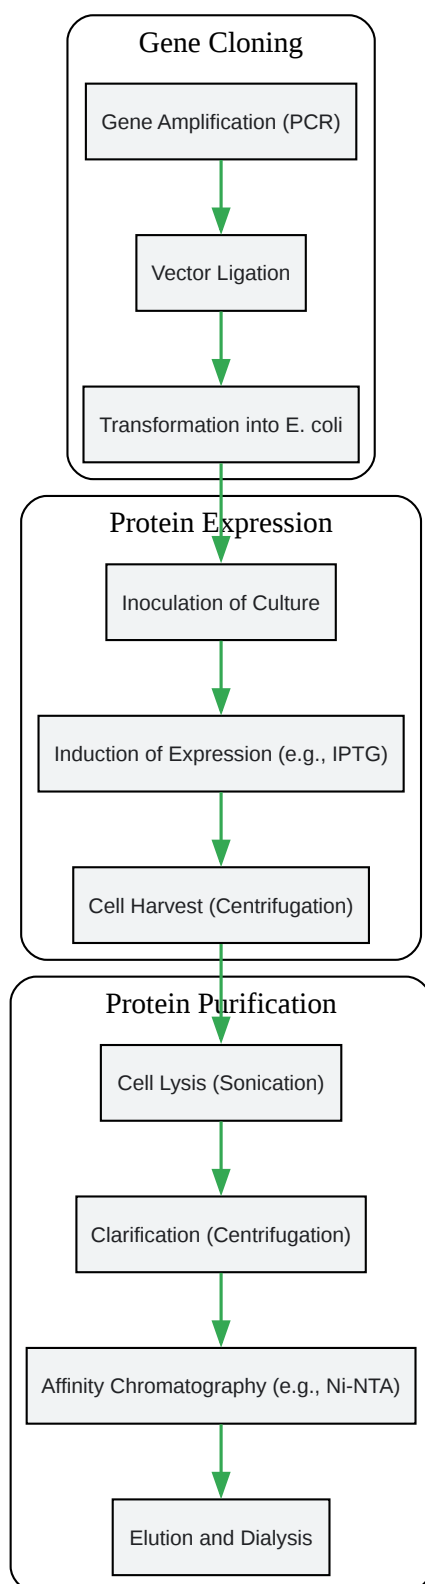 Gene Cloning
Gene Amplification (PCR)
Vector Ligation
Transformation into E. coli
Protein Expression
Inoculation of Culture
Induction of Expression (e.g., IPTG)
Cell Harvest (Centrifugation)
Protein Purification
Cell Lysis (Sonication)
Clarification (Centrifugation)
Affinity Chromatography (e.g., Ni-NTA)
Elution and Dialysis